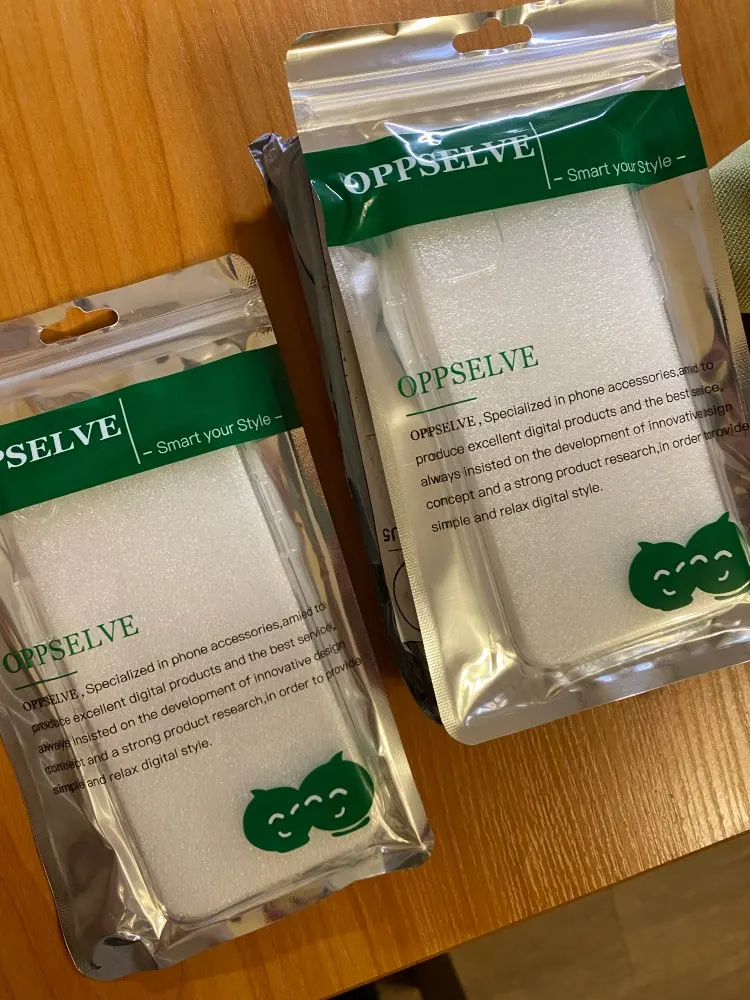 OPPSELVE
– Smart your Style –
OPPSELVE
OPPSELVE , Specialized in phone accessories,amied to
produce excellent digital products and the best service,
always insisted on the development of innovative design
concept and a strong product research,in order to provide
simple and relax digital style.
PSELVE
– Smart your Style –
OPPSELVE
OPPSELVE , Specialized in phone accessories,amied to
produce excellent digital products and the best service,
always insisted on the development of innovative design
concept and a strong product research,in order to provide
simple and relax digital style.